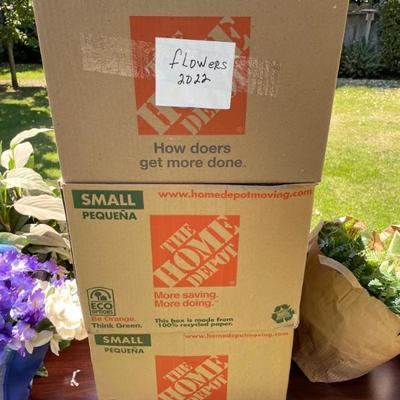 flowers
2022
THE
HOME
DEPOT
How doers
get more done.
SMALL
PEQUEÑA
www.homedepotmoving.com
THE
HOME
DEPOT
ECO
OPTIONS
Be Orange.
Think Green.
More saving.
More doing.™
This box is made from
100% recycled paper.
SMALL
PEQUEÑA
www.homedepotmoving.com
THE
HOME
DEPOT